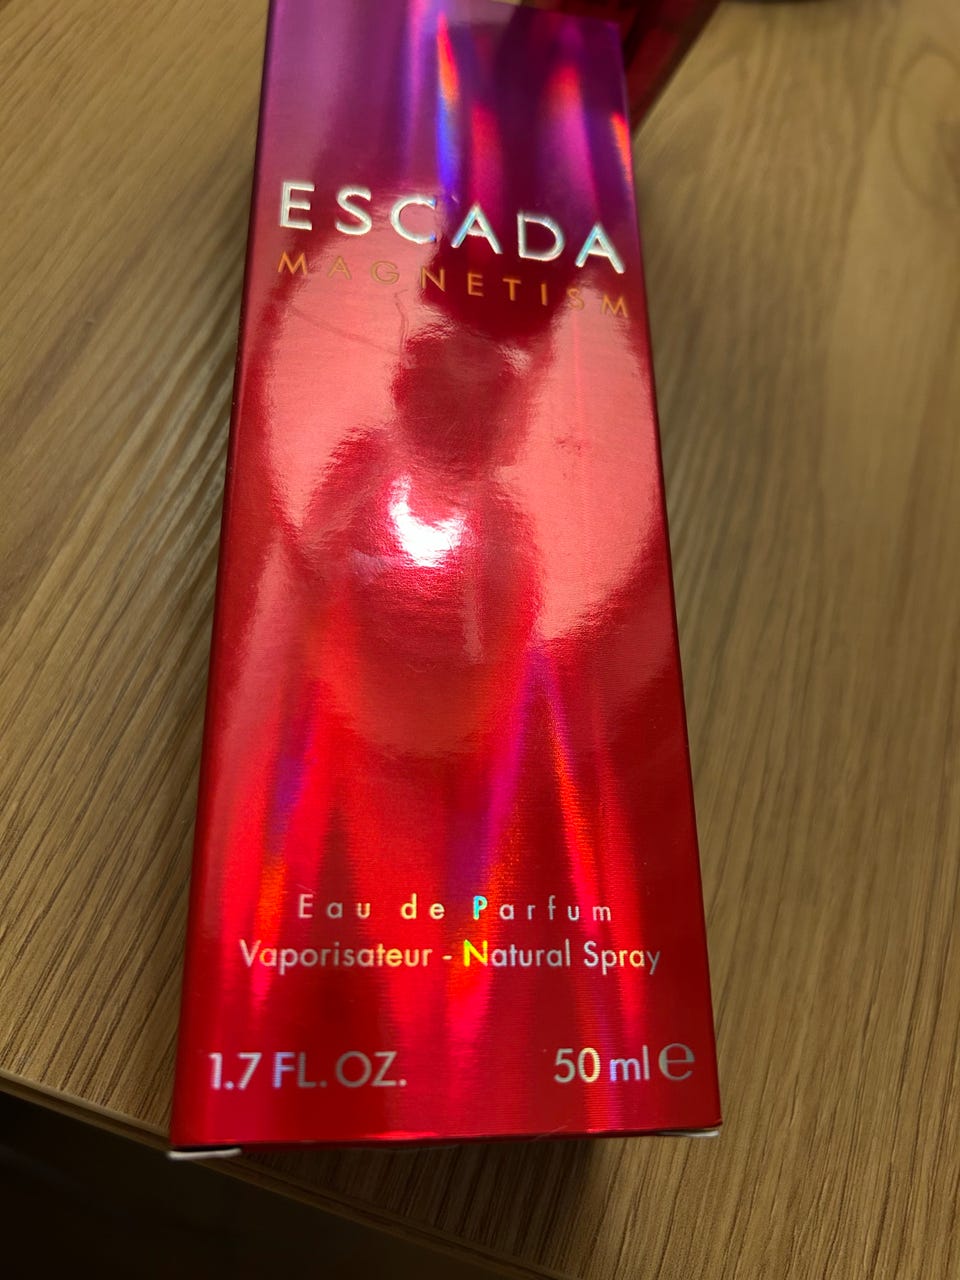 ESCADA
MAGNETISM
Eau de Parfum
Vaporisateur - Natural Spray
1.7 FL. OZ. 50 ml ℮